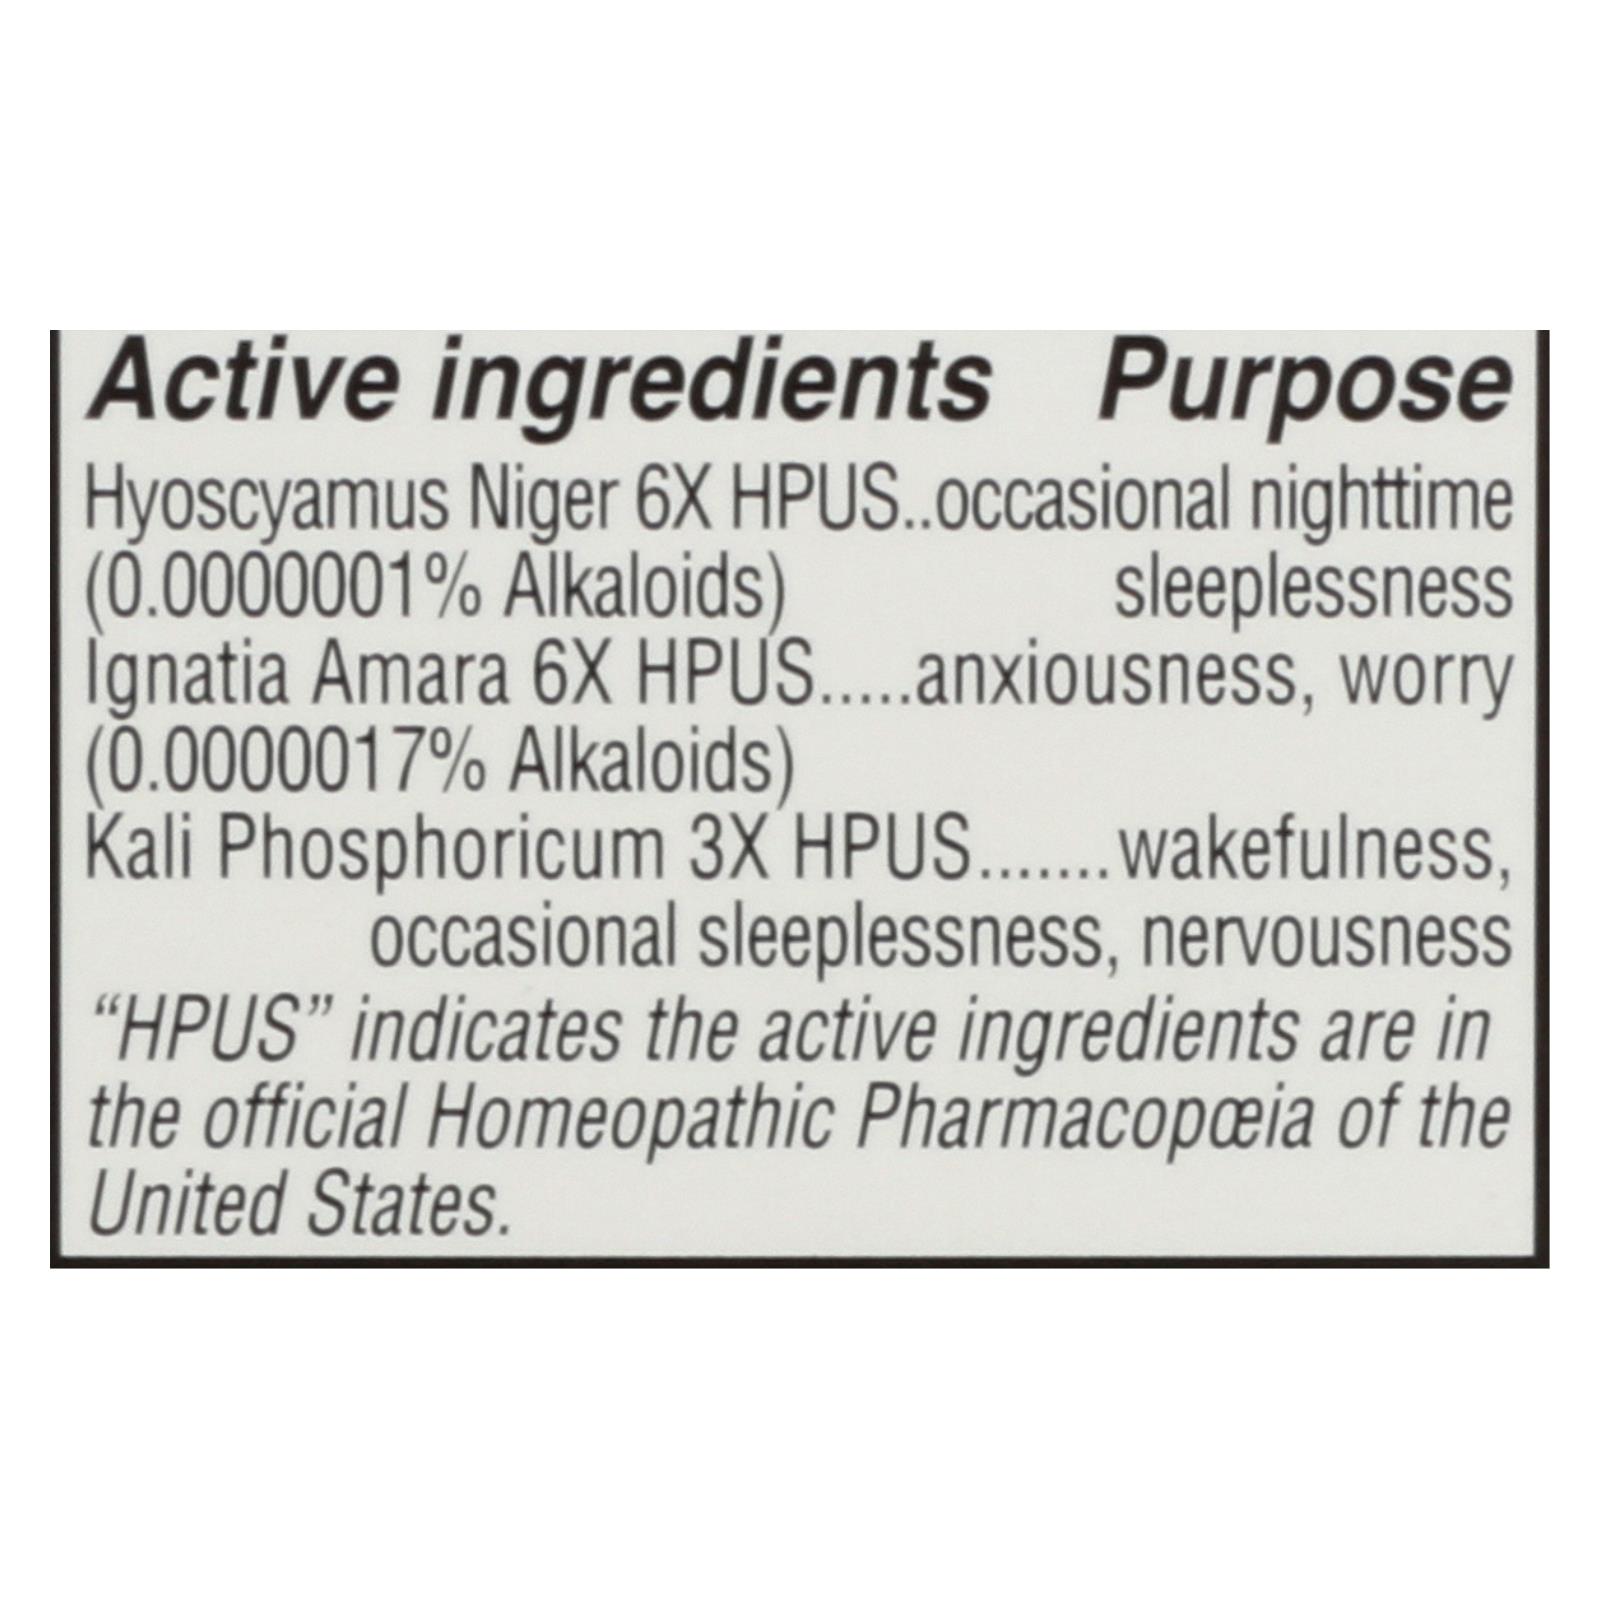 Active ingredients Purpose
Hyoscyamus Niger 6X HPUS..occasional nighttime
(0.0000001% Alkaloids) sleeplessness
Ignatia Amara 6X HPUS.....anxiousness, worry
(0.0000017% Alkaloids)
Kali Phosphoricum 3X HPUS.......wakefulness,
occasional sleeplessness, nervousness
“HPUS” indicates the active ingredients are in
the official Homeopathic Pharmacopœia of the
United States.